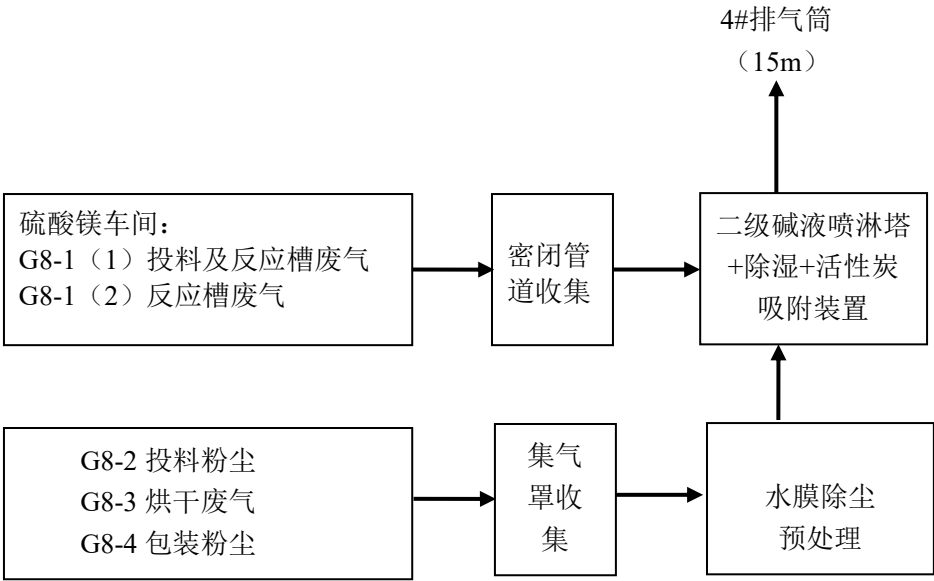 4#排气筒
（15m）
硫酸镁车间：
G8-1（1）投料及反应槽废气
G8-1（2）反应槽废气
密闭管
道收集
二级碱液喷淋塔
+除湿+活性炭
吸附装置
G8-2 投料粉尘
G8-3 烘干废气
G8-4 包装粉尘
集气
罩收
集
水膜除尘
预处理